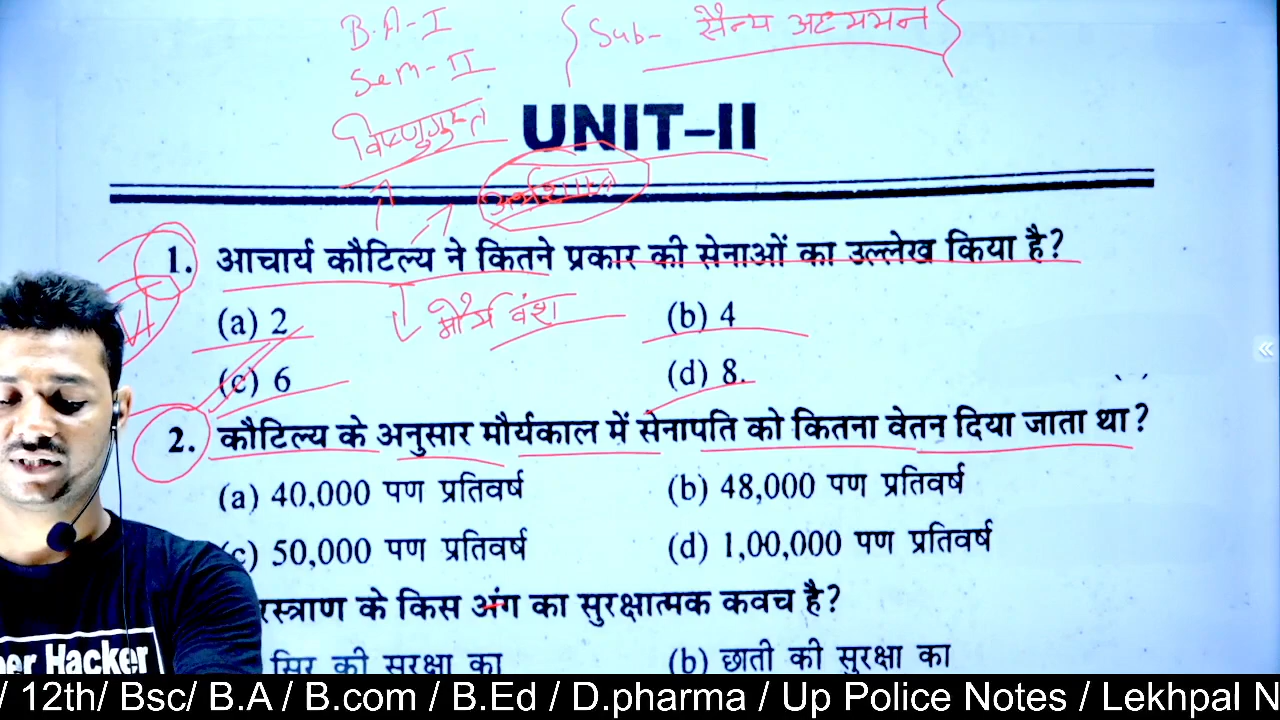 B.A-I
Sem-II
{Sub- सैन्य अध्ययन}
विष्णुगुप्त
UNIT-II
अर्थशास्त्र
1. आचार्य कौटिल्य ने कितने प्रकार की सेनाओं का उल्लेख किया है?
(a) 2
(b) 4
मौर्य वंश
(c) 6
(d) 8.
2. कौटिल्य के अनुसार मौर्यकाल में सेनापति को कितना वेतन दिया जाता था?
(a) 40,000 पण प्रतिवर्ष
(b) 48,000 पण प्रतिवर्ष
c) 50,000 पण प्रतिवर्ष
(d) 1,00,000 पण प्रतिवर्ष
रस्त्राण के किस अंग का सुरक्षात्मक कवच है?
सिर की सुरक्षा का
(b) छाती की सुरक्षा का
per Hacker
/ 12th/ Bsc/ B.A / B.com / B.Ed / D.pharma / Up Police Notes / Lekhpal N